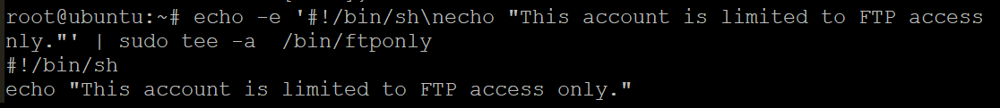 root@ubuntu:~# echo -e '#!/bin/sh\necho "This account is limited to FTP access
nly."' | sudo tee -a  /bin/ftponly
#!/bin/sh
echo "This account is limited to FTP access only."